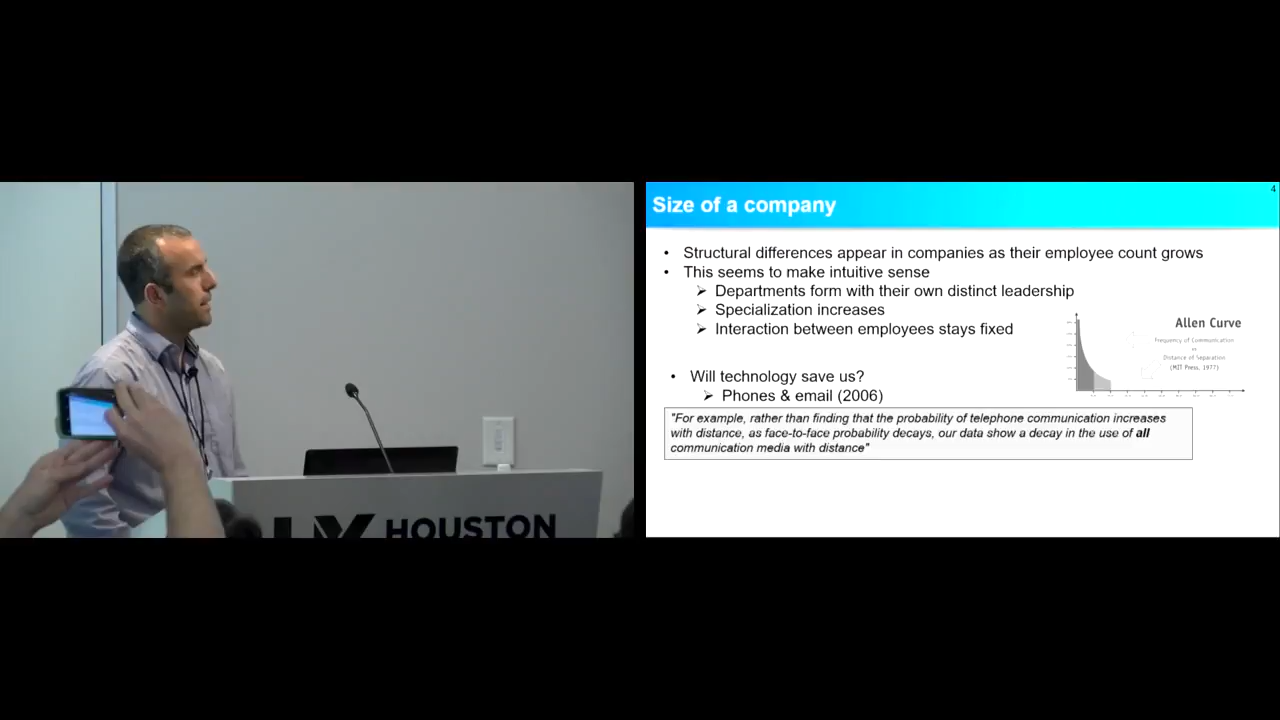 HOUSTON
4
Size of a company
• Structural differences appear in companies as their employee count grows
• This seems to make intuitive sense
➢ Departments form with their own distinct leadership
➢ Specialization increases
➢ Interaction between employees stays fixed
Allen Curve
Frequency of Communication
vs
Distance of Separation
(MIT Press, 1977)
• Will technology save us?
➢ Phones & email (2006)
"For example, rather than finding that the probability of telephone communication increases
with distance, as face-to-face probability decays, our data show a decay in the use of all
communication media with distance"